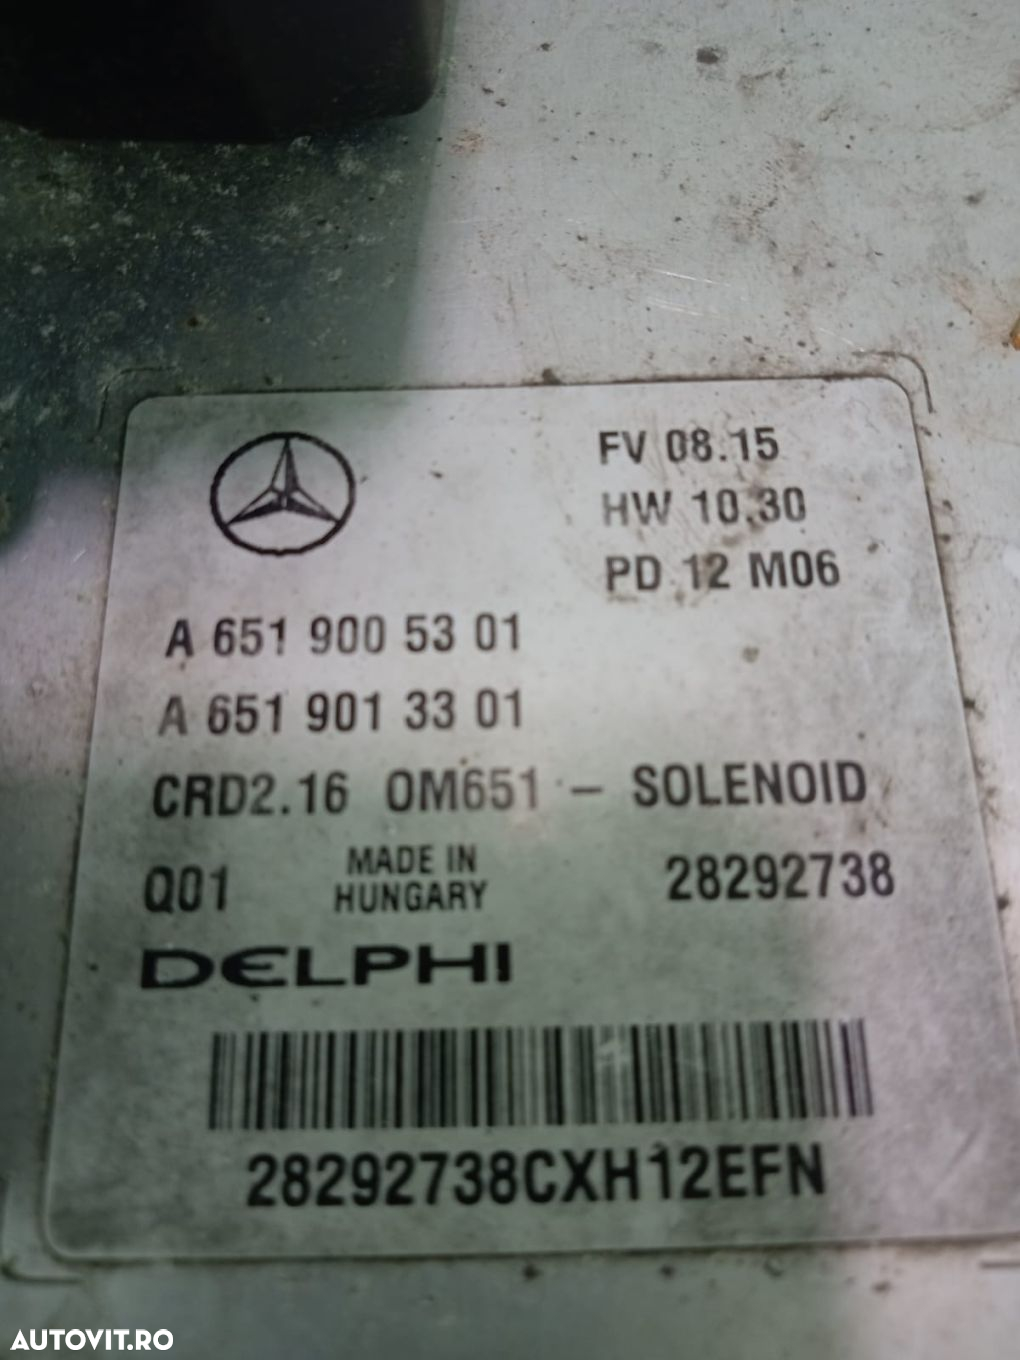 FV 08.15
HW 10.30
PD 12 M06
A 651 900 53 01
A 651 901 33 01
CRD2.16 OM651 - SOLENOID
Q01 MADE IN HUNGARY 28292738
DELPHI
28292738CXH12EFN
AUTOVIT.RO